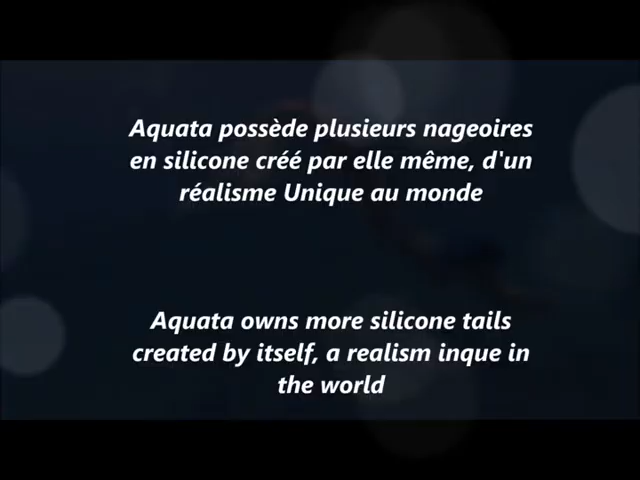 Aquata possède plusieurs nageoires
en silicone créé par elle même, d'un
réalisme Unique au monde
Aquata owns more silicone tails
created by itself, a realism inque in
the world